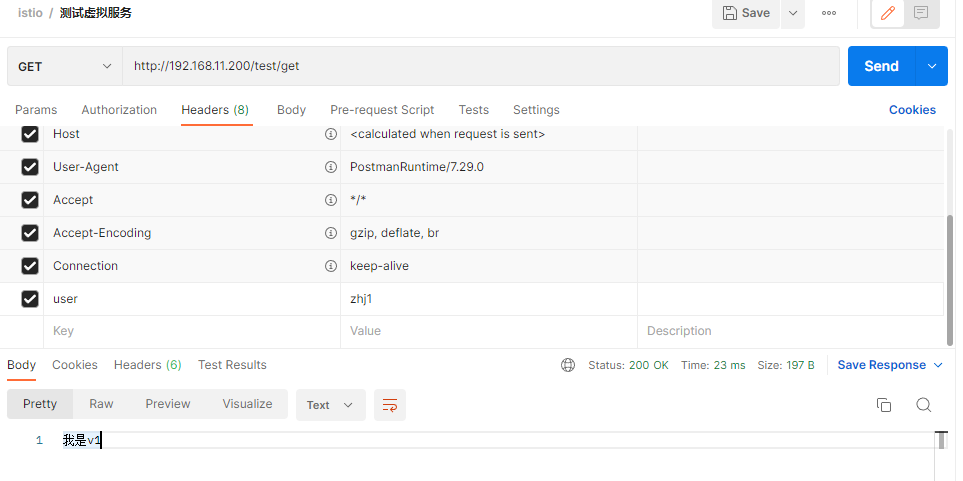 istio / 测试虚拟服务
Save
GET http://192.168.11.200/test/get Send
Params Authorization Headers (8) Body Pre-request Script Tests Settings Cookies
Host <calculated when request is sent>
User-Agent PostmanRuntime/7.29.0
Accept */*
Accept-Encoding gzip, deflate, br
Connection keep-alive
user zhj1
Key Value Description
Body Cookies Headers (6) Test Results Status: 200 OK Time: 23 ms Size: 197 B Save Response
Pretty Raw Preview Visualize Text
1 我是v1